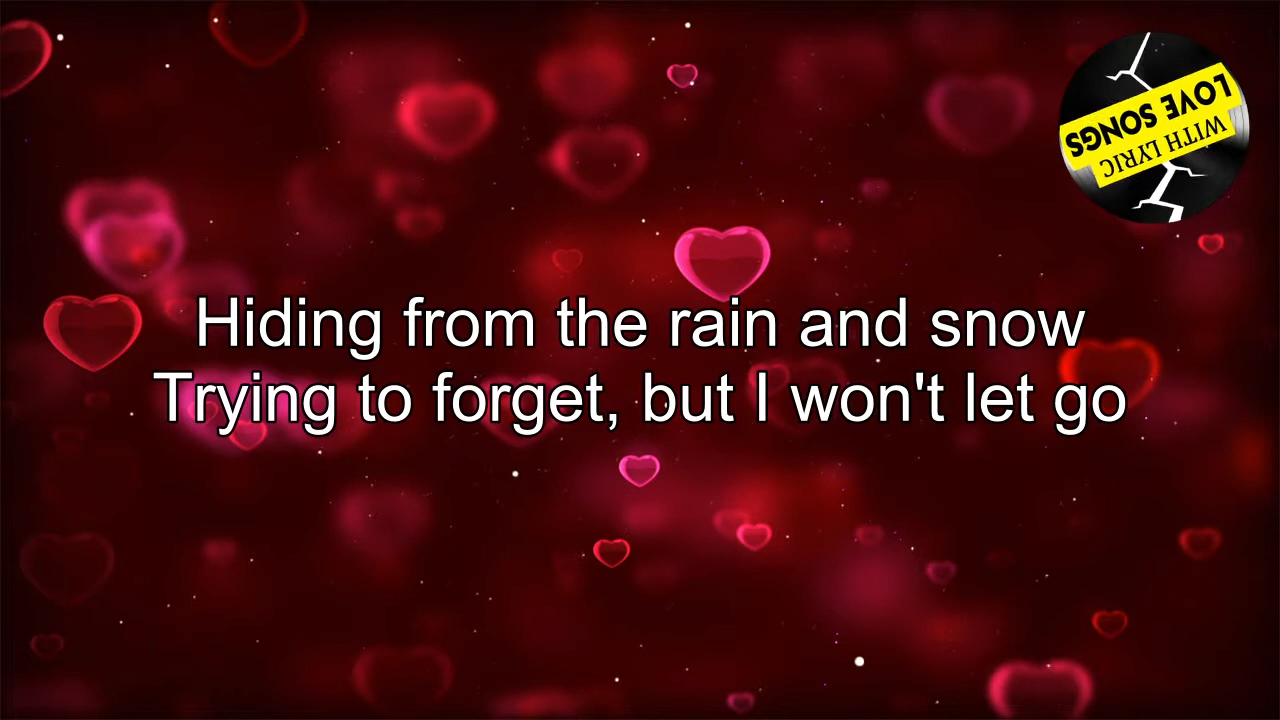 Hiding from the rain and snow
Trying to forget, but I won't let go
LOVE SONGS
WITH LYRIC